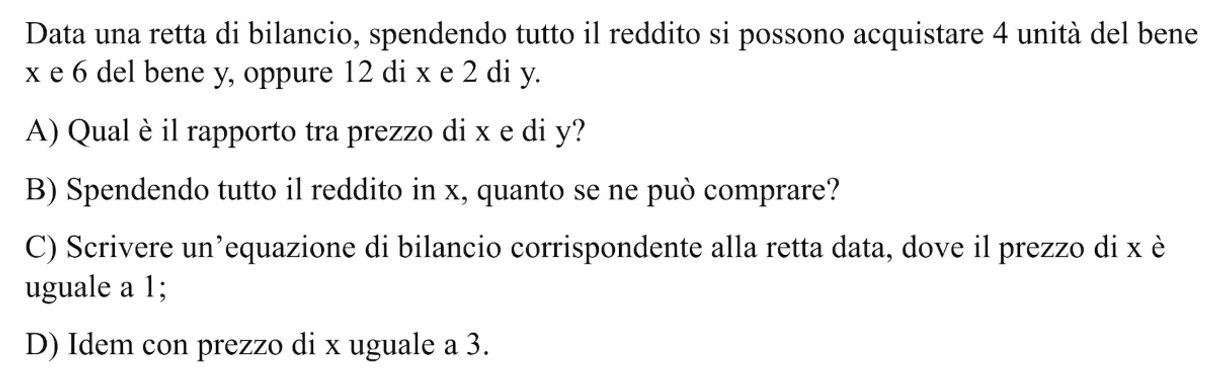 Data una retta di bilancio, spendendo tutto il reddito si possono acquistare 4 unità del bene
x e 6 del bene y, oppure 12 di x e 2 di y.
A) Qual è il rapporto tra prezzo di x e di y?
B) Spendendo tutto il reddito in x, quanto se ne può comprare?
C) Scrivere un’equazione di bilancio corrispondente alla retta data, dove il prezzo di x è
uguale a 1;
D) Idem con prezzo di x uguale a 3.